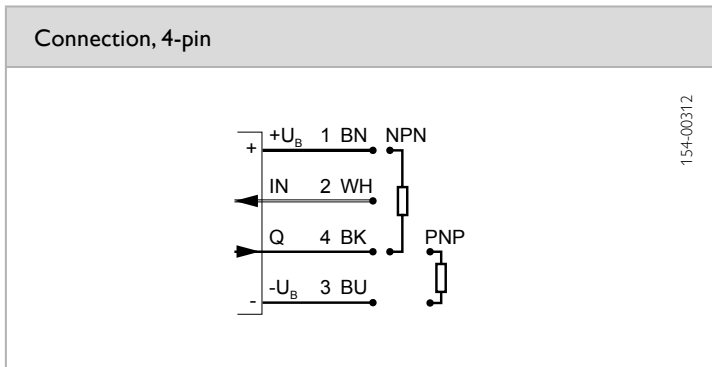 Connection, 4-pin
154-00312
+ +U_B 1 BN NPN
IN 2 WH
Q 4 BK PNP
- -U_B 3 BU